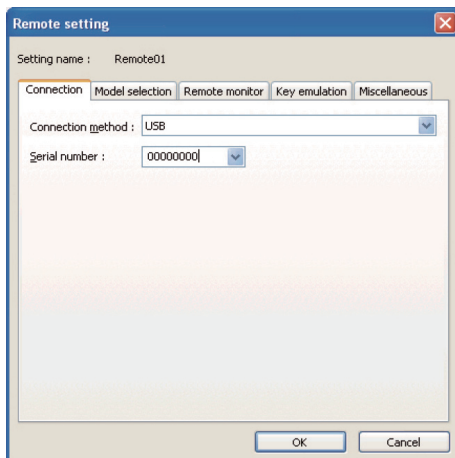 Remote setting
Setting name : Remote01
Connection Model selection Remote monitor Key emulation Miscellaneous
Connection method : USB
Serial number : 00000000
OK Cancel